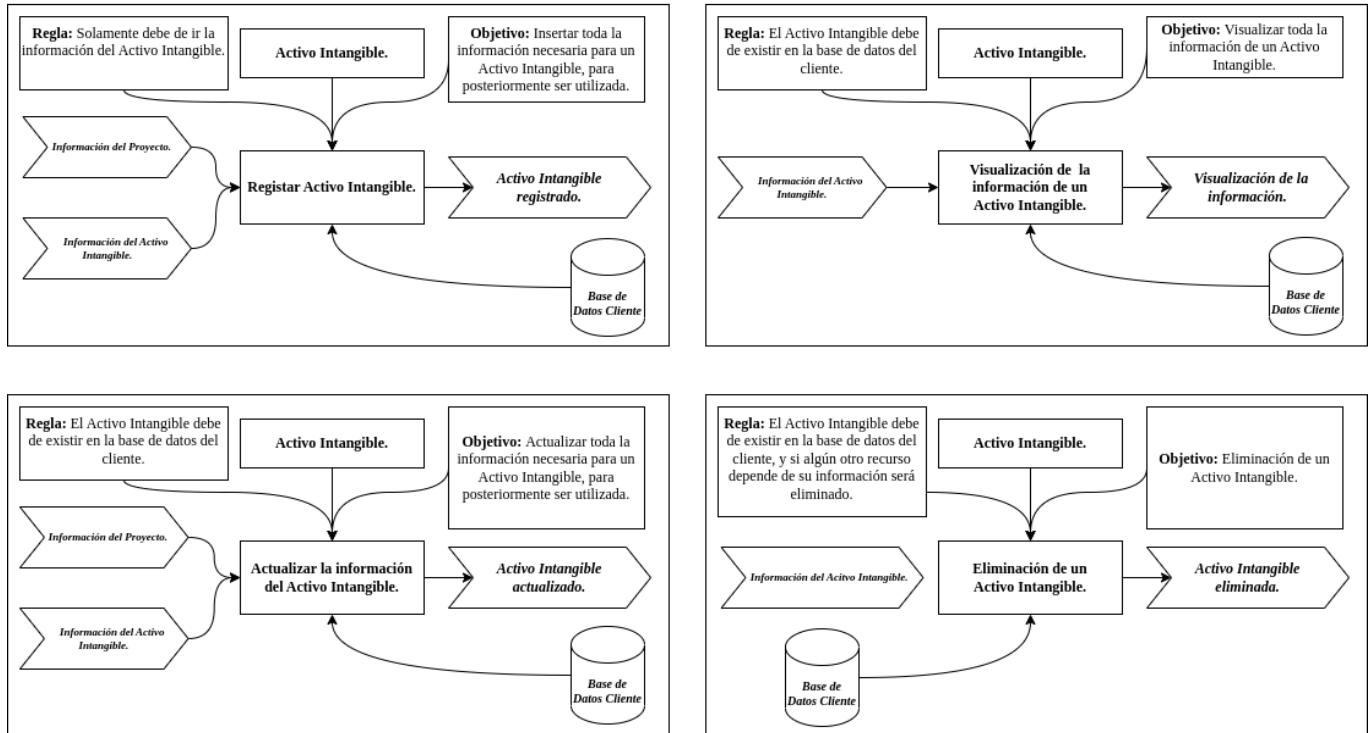 Regla: Solamente debe de ir la
información del Activo Intangible.
Activo Intangible.
Objetivo: Insertar toda la
información necesaria para un
Activo Intangible, para
posteriormente ser utilizada.
Información del Proyecto.
Información del Activo
Intangible.
Registar Activo Intangible.
Activo Intangible
registrado.
Base de
Datos Cliente
Regla: El Activo Intangible debe
de existir en la base de datos del
cliente.
Activo Intangible.
Objetivo: Visualizar toda la
información de un Activo
Intangible.
Información del Activo
Intangible.
Visualización de la
información de un
Activo Intangible.
Visualización de la
información.
Base de
Datos Cliente
Regla: El Activo Intangible debe
de existir en la base de datos del
cliente.
Activo Intangible.
Objetivo: Actualizar toda la
información necesaria para un
Activo Intangible, para
posteriormente ser utilizada.
Información del Proyecto.
Información del Activo
Intangible.
Actualizar la información
del Activo Intangible.
Activo Intangible
actualizado.
Base de
Datos Cliente
Regla: El Activo Intangible debe
de existir en la base de datos del
cliente, y si algún otro recurso
depende de su información será
eliminado.
Activo Intangible.
Objetivo: Eliminación de un
Activo Intangible.
Información del Activo Intangible.
Eliminación de un
Activo Intangible.
Activo Intangible
eliminada.
Base de
Datos Cliente